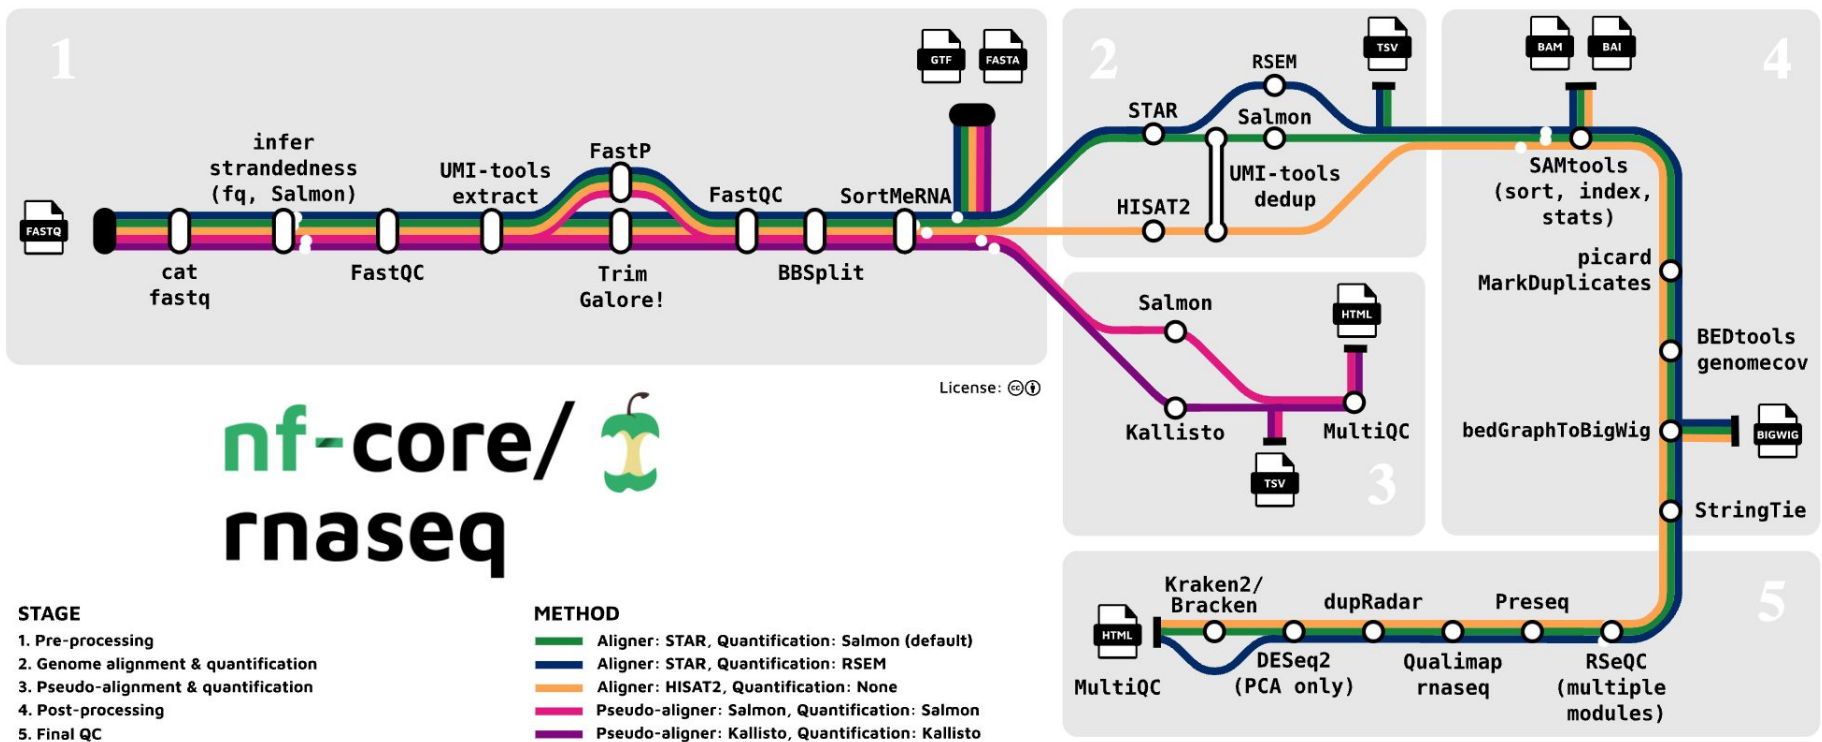 1
GTF
FASTA
infer
strandedness
(fq, Salmon)
UMI-tools
extract
FastP
FastQC
SortMeRNA
FASTQ
cat
fastq
FastQC
Trim
Galore!
BBSplit
2
TSV
RSEM
STAR
Salmon
UMI-tools
dedup
HISAT2
4
BAM
BAI
SAMtools
(sort, index,
stats)
picard
MarkDuplicates
BEDtools
genomecov
bedGraphToBigWig
BIGWIG
StringTie
Salmon
HTML
Kallisto
MultiQC
TSV
3
License: cc
nf-core/
rnaseq
5
Kraken2/
Bracken
dupRadar
Preseq
HTML
MultiQC
DESeq2
(PCA only)
Qualimap
rnaseq
RSeQC
(multiple
modules)
STAGE
1. Pre-processing
2. Genome alignment & quantification
3. Pseudo-alignment & quantification
4. Post-processing
5. Final QC
METHOD
Aligner: STAR, Quantification: Salmon (default)
Aligner: STAR, Quantification: RSEM
Aligner: HISAT2, Quantification: None
Pseudo-aligner: Salmon, Quantification: Salmon
Pseudo-aligner: Kallisto, Quantification: Kallisto